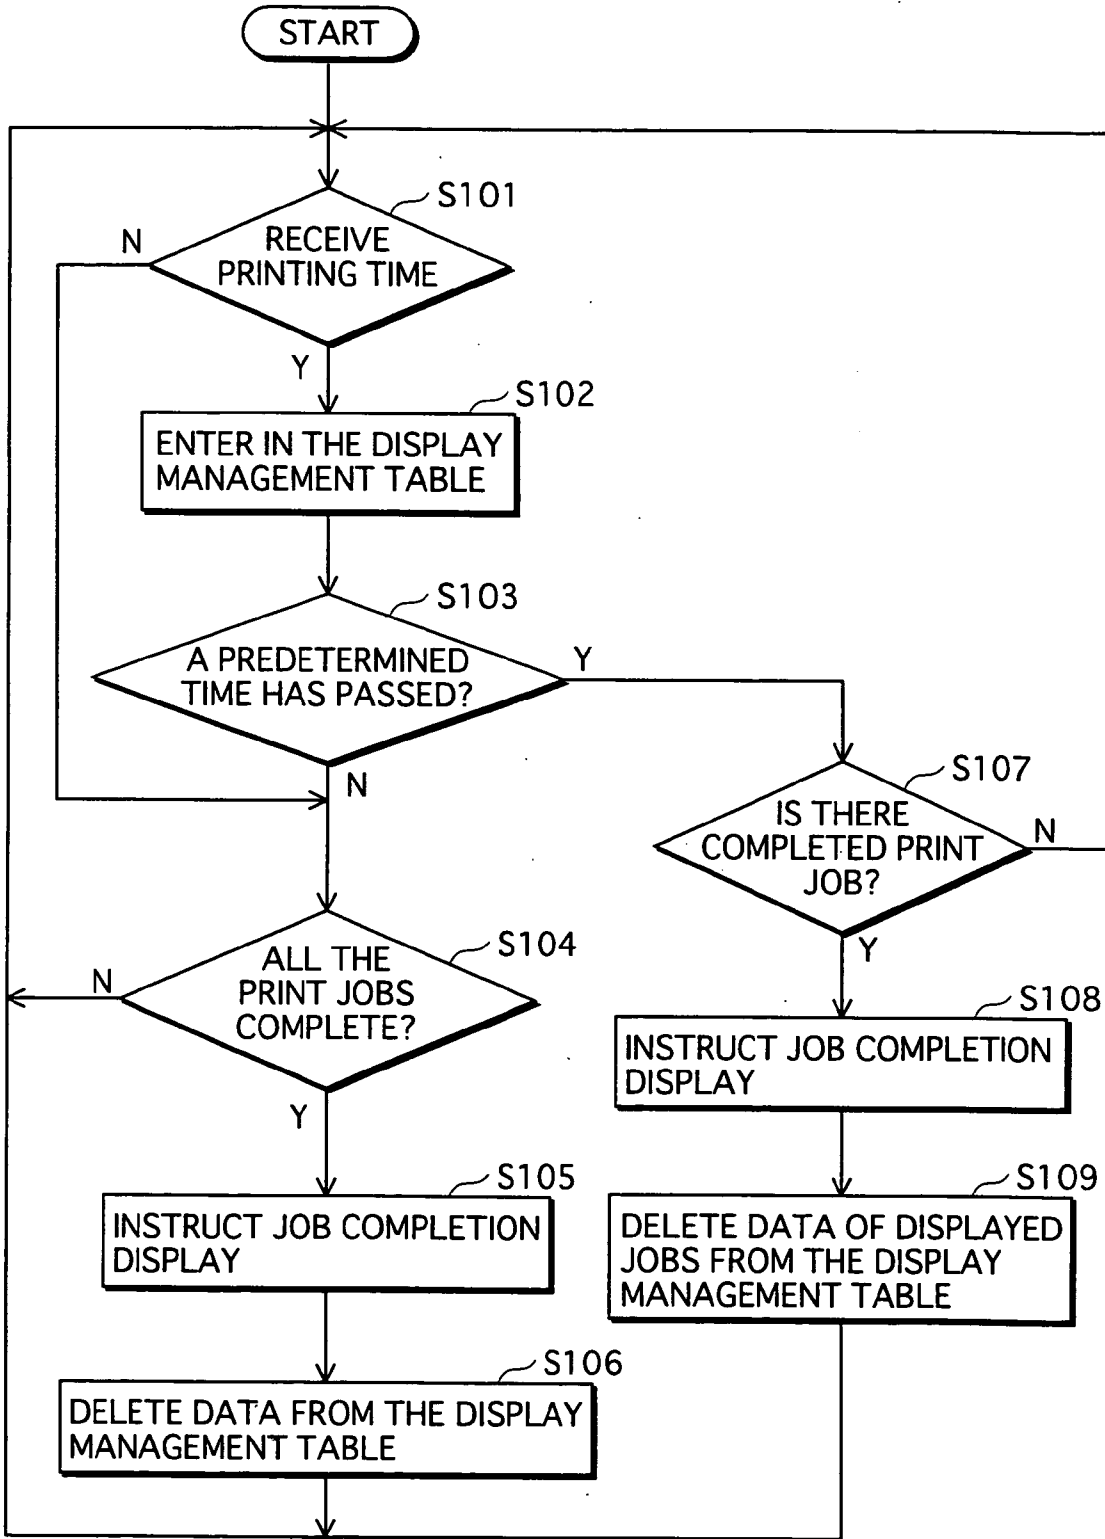 START
S101
N
RECEIVE
PRINTING TIME
Y
S102
ENTER IN THE DISPLAY
MANAGEMENT TABLE
S103
A PREDETERMINED
TIME HAS PASSED?
Y
N
S107
IS THERE
COMPLETED PRINT
JOB?
N
Y
S104
N
ALL THE
PRINT JOBS
COMPLETE?
Y
S108
INSTRUCT JOB COMPLETION
DISPLAY
S105
INSTRUCT JOB COMPLETION
DISPLAY
S109
DELETE DATA OF DISPLAYED
JOBS FROM THE DISPLAY
MANAGEMENT TABLE
S106
DELETE DATA FROM THE DISPLAY
MANAGEMENT TABLE